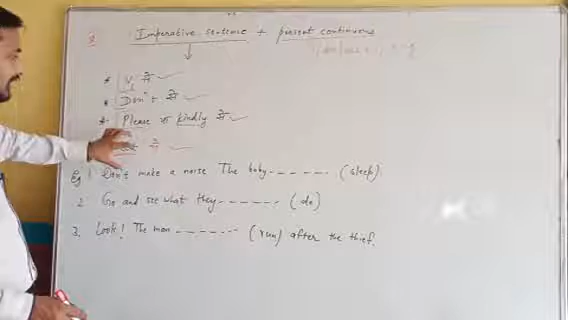 Imperative sentence + present continuous
* V₁ से
* Don't से
* Please या kindly से
से
Eg 1 Don't make a noise The baby ------ (sleep)
2 Go and see what they ------ (do)
3. Look! The man ------- (run) after the thief.